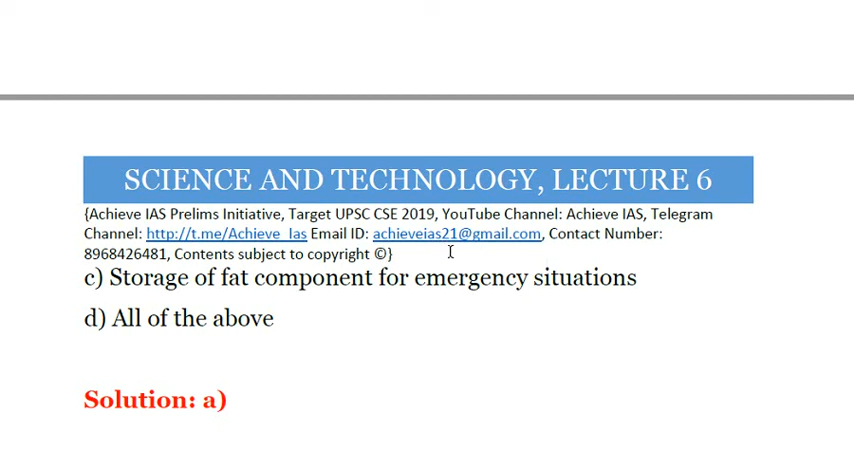 SCIENCE AND TECHNOLOGY, LECTURE 6
{Achieve IAS Prelims Initiative, Target UPSC CSE 2019, YouTube Channel: Achieve IAS, Telegram
Channel: http://t.me/Achieve_Ias Email ID: achieveias21@gmail.com, Contact Number:
8968426481, Contents subject to copyright ©}
c) Storage of fat component for emergency situations
d) All of the above
Solution: a)